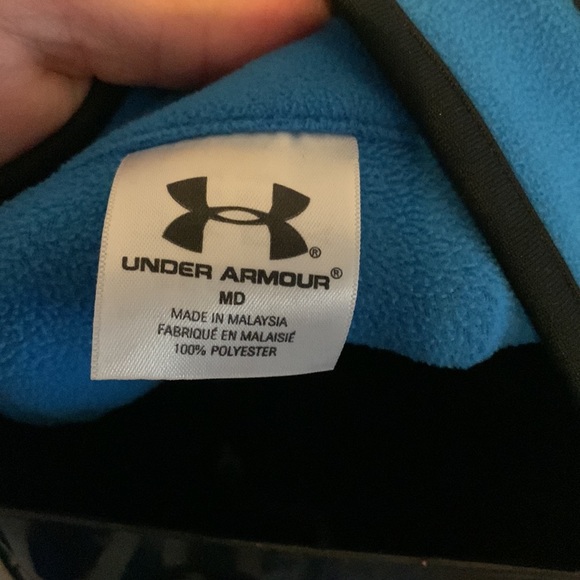 ®
UNDER ARMOUR®
MD
MADE IN MALAYSIA
FABRIQUÉ EN MALAISIÉ
100% POLYESTER